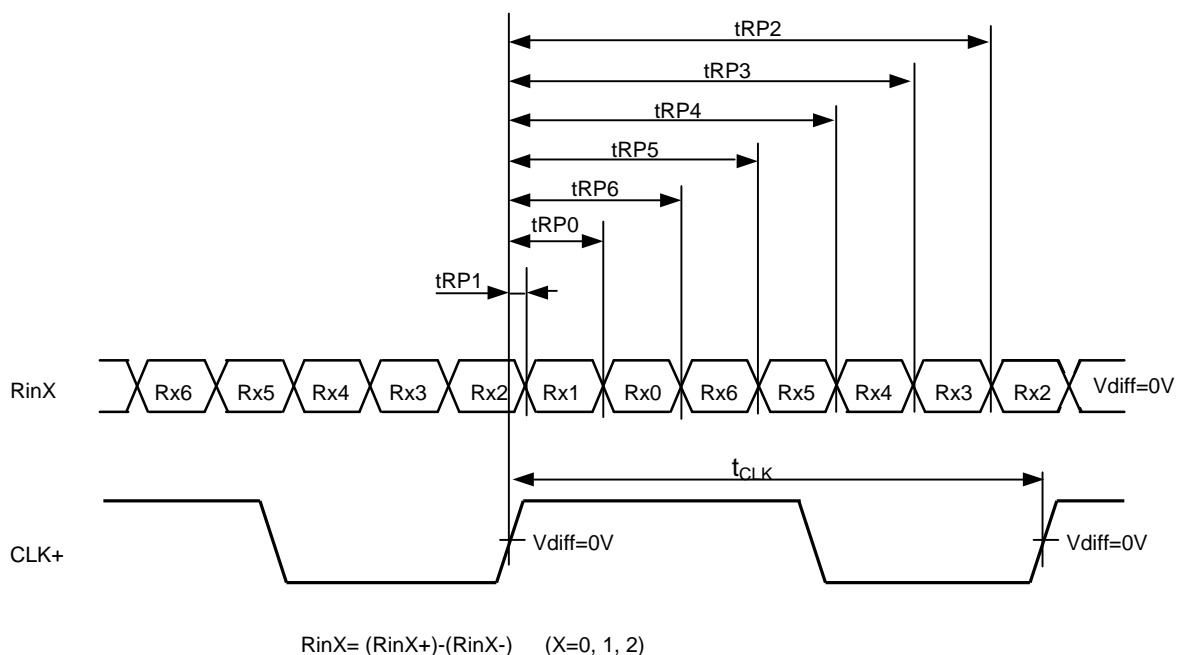 tRP2
tRP3
tRP4
tRP5
tRP6
tRP0
tRP1
RinX Rx6 Rx5 Rx4 Rx3 Rx2 Rx1 Rx0 Rx6 Rx5 Rx4 Rx3 Rx2 Vdiff=0V
tCLK
CLK+ Vdiff=0V Vdiff=0V
RinX= (RinX+)-(RinX-) (X=0, 1, 2)